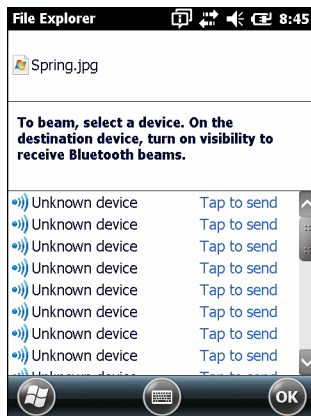 File Explorer 8:45
Spring.jpg
To beam, select a device. On the
destination device, turn on visibility to
receive Bluetooth beams.
Unknown device Tap to send
Unknown device Tap to send
Unknown device Tap to send
Unknown device Tap to send
Unknown device Tap to send
Unknown device Tap to send
Unknown device Tap to send
Unknown device Tap to send
OK